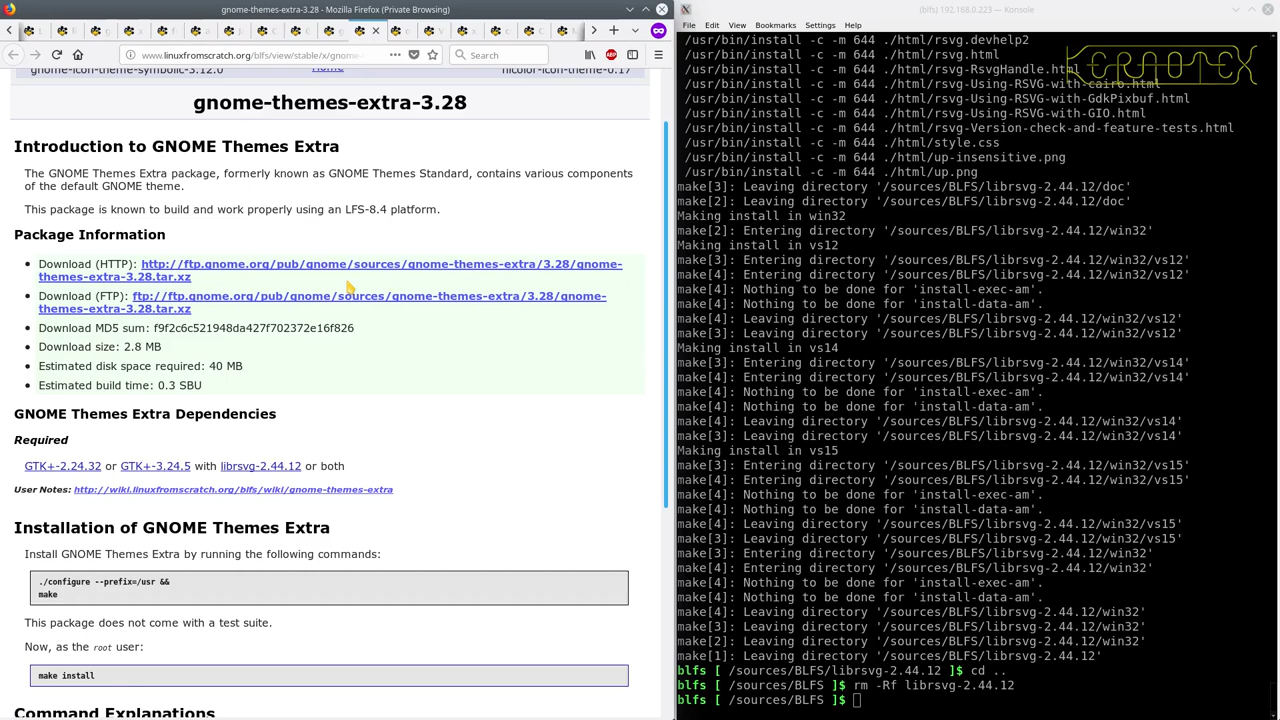 gnome-themes-extra-3.28 - Mozilla Firefox (Private Browsing)
www.linuxfromscratch.org/blfs/view/stable/x/gnome-
Search
gnome-icon-theme-symbolic-3.12.0
Home
hicolor-icon-theme-0.17
gnome-themes-extra-3.28
Introduction to GNOME Themes Extra
The GNOME Themes Extra package, formerly known as GNOME Themes Standard, contains various components
of the default GNOME theme.
This package is known to build and work properly using an LFS-8.4 platform.
Package Information
Download (HTTP): http://ftp.gnome.org/pub/gnome/sources/gnome-themes-extra/3.28/gnome-
themes-extra-3.28.tar.xz
Download (FTP): ftp://ftp.gnome.org/pub/gnome/sources/gnome-themes-extra/3.28/gnome-
themes-extra-3.28.tar.xz
Download MD5 sum: f9f2c6c521948da427f702372e16f826
Download size: 2.8 MB
Estimated disk space required: 40 MB
Estimated build time: 0.3 SBU
GNOME Themes Extra Dependencies
Required
GTK+-2.24.32 or GTK+-3.24.5 with librsvg-2.44.12 or both
User Notes: http://wiki.linuxfromscratch.org/blfs/wiki/gnome-themes-extra
Installation of GNOME Themes Extra
Install GNOME Themes Extra by running the following commands:
./configure --prefix=/usr &&
make
This package does not come with a test suite.
Now, as the root user:
make install
Command Explanations
(blfs) 192.168.0.223 — Konsole
File Edit View Bookmarks Settings Help
/usr/bin/install -c -m 644 ./html/rsvg.devhelp2
/usr/bin/install -c -m 644 ./html/rsvg.html
/usr/bin/install -c -m 644 ./html/rsvg-RsvgHandle.html
/usr/bin/install -c -m 644 ./html/rsvg-Using-RSVG-with-cairo.html
/usr/bin/install -c -m 644 ./html/rsvg-Using-RSVG-with-GdkPixbuf.html
/usr/bin/install -c -m 644 ./html/rsvg-Using-RSVG-with-GIO.html
/usr/bin/install -c -m 644 ./html/rsvg-Version-check-and-feature-tests.html
/usr/bin/install -c -m 644 ./html/style.css
/usr/bin/install -c -m 644 ./html/up-insensitive.png
/usr/bin/install -c -m 644 ./html/up.png
make[3]: Leaving directory '/sources/BLFS/librsvg-2.44.12/doc'
make[2]: Leaving directory '/sources/BLFS/librsvg-2.44.12/doc'
Making install in win32
make[2]: Entering directory '/sources/BLFS/librsvg-2.44.12/win32'
Making install in vs12
make[3]: Entering directory '/sources/BLFS/librsvg-2.44.12/win32/vs12'
make[4]: Entering directory '/sources/BLFS/librsvg-2.44.12/win32/vs12'
make[4]: Nothing to be done for 'install-exec-am'.
make[4]: Nothing to be done for 'install-data-am'.
make[4]: Leaving directory '/sources/BLFS/librsvg-2.44.12/win32/vs12'
make[3]: Leaving directory '/sources/BLFS/librsvg-2.44.12/win32/vs12'
Making install in vs14
make[3]: Entering directory '/sources/BLFS/librsvg-2.44.12/win32/vs14'
make[4]: Entering directory '/sources/BLFS/librsvg-2.44.12/win32/vs14'
make[4]: Nothing to be done for 'install-exec-am'.
make[4]: Nothing to be done for 'install-data-am'.
make[4]: Leaving directory '/sources/BLFS/librsvg-2.44.12/win32/vs14'
make[3]: Leaving directory '/sources/BLFS/librsvg-2.44.12/win32/vs14'
Making install in vs15
make[3]: Entering directory '/sources/BLFS/librsvg-2.44.12/win32/vs15'
make[4]: Entering directory '/sources/BLFS/librsvg-2.44.12/win32/vs15'
make[4]: Nothing to be done for 'install-exec-am'.
make[4]: Nothing to be done for 'install-data-am'.
make[4]: Leaving directory '/sources/BLFS/librsvg-2.44.12/win32/vs15'
make[3]: Leaving directory '/sources/BLFS/librsvg-2.44.12/win32/vs15'
make[3]: Entering directory '/sources/BLFS/librsvg-2.44.12/win32'
make[4]: Entering directory '/sources/BLFS/librsvg-2.44.12/win32'
make[4]: Nothing to be done for 'install-exec-am'.
make[4]: Nothing to be done for 'install-data-am'.
make[4]: Leaving directory '/sources/BLFS/librsvg-2.44.12/win32'
make[3]: Leaving directory '/sources/BLFS/librsvg-2.44.12/win32'
make[2]: Leaving directory '/sources/BLFS/librsvg-2.44.12/win32'
make[1]: Leaving directory '/sources/BLFS/librsvg-2.44.12'
blfs [ /sources/BLFS/librsvg-2.44.12 ]$ cd ..
blfs [ /sources/BLFS ]$ rm -Rf librsvg-2.44.12
blfs [ /sources/BLFS ]$